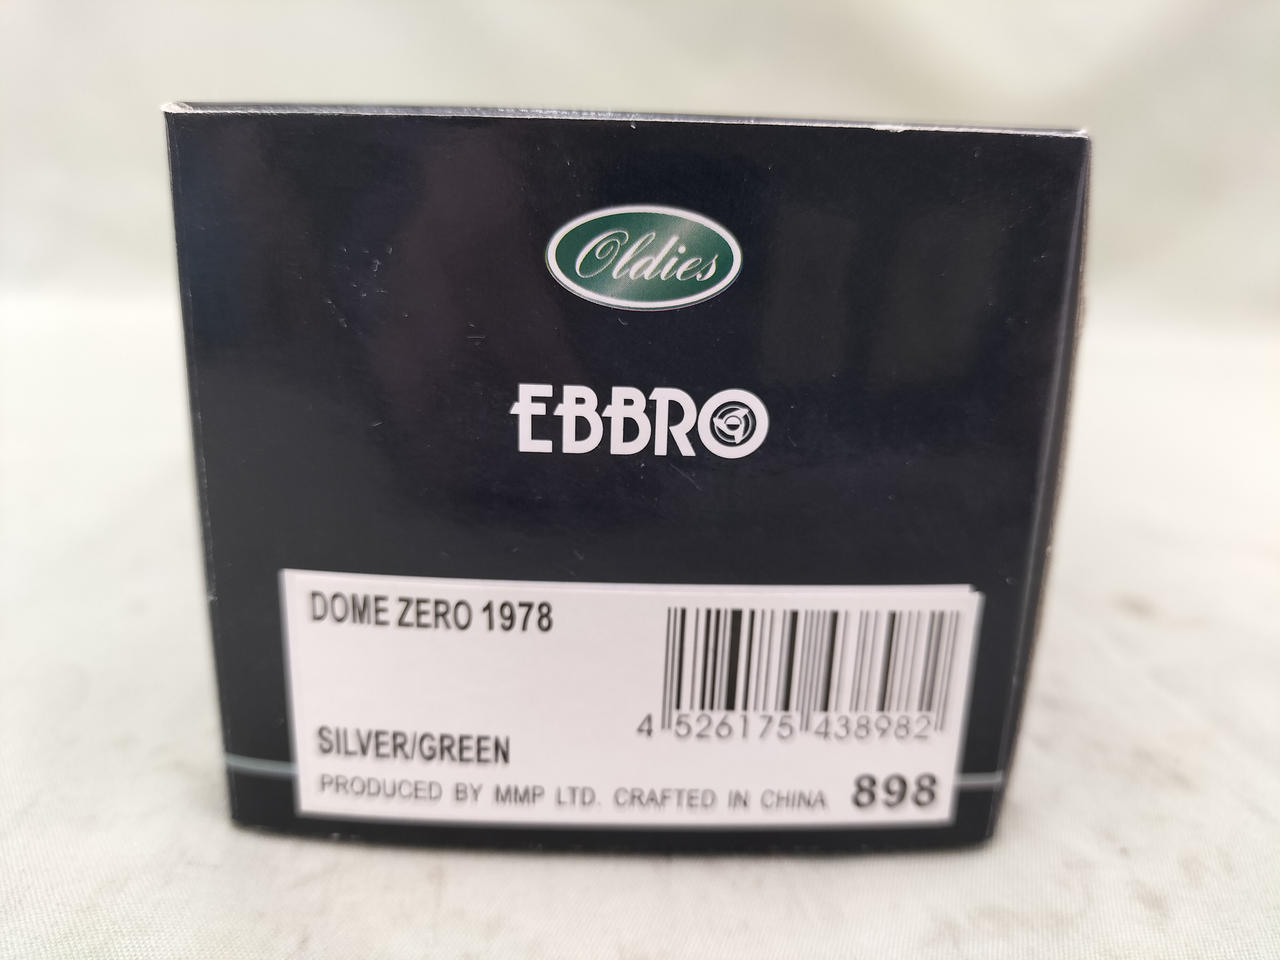 Oldies
EBBRO
DOME ZERO 1978
4 526175 438982
SILVER/GREEN
PRODUCED BY MMP LTD. CRAFTED IN CHINA 898